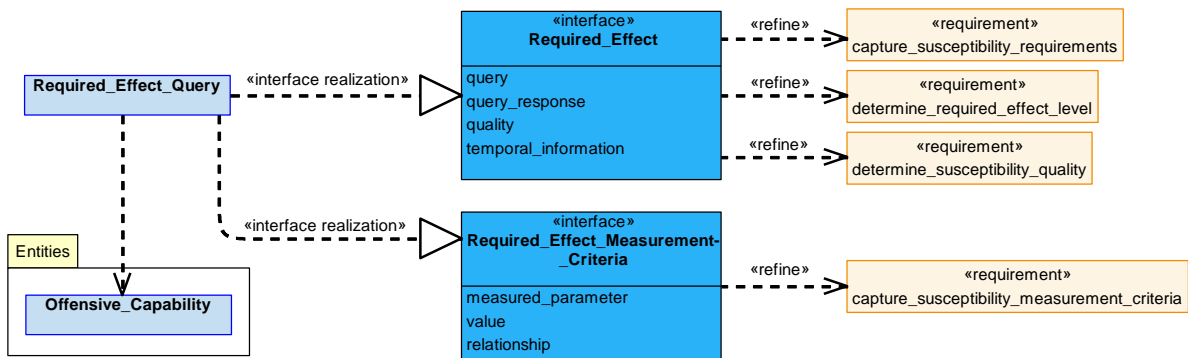 «interface»
Required_Effect
query
query_response
quality
temporal_information
«refine»
«requirement»
capture_susceptibility_requirements
«refine»
«requirement»
determine_required_effect_level
«refine»
«requirement»
determine_susceptibility_quality
Required_Effect_Query
«interface realization»
«interface realization»
«interface»
Required_Effect_Measurement-
_Criteria
measured_parameter
value
relationship
«refine»
«requirement»
capture_susceptibility_measurement_criteria
Entities
Offensive_Capability